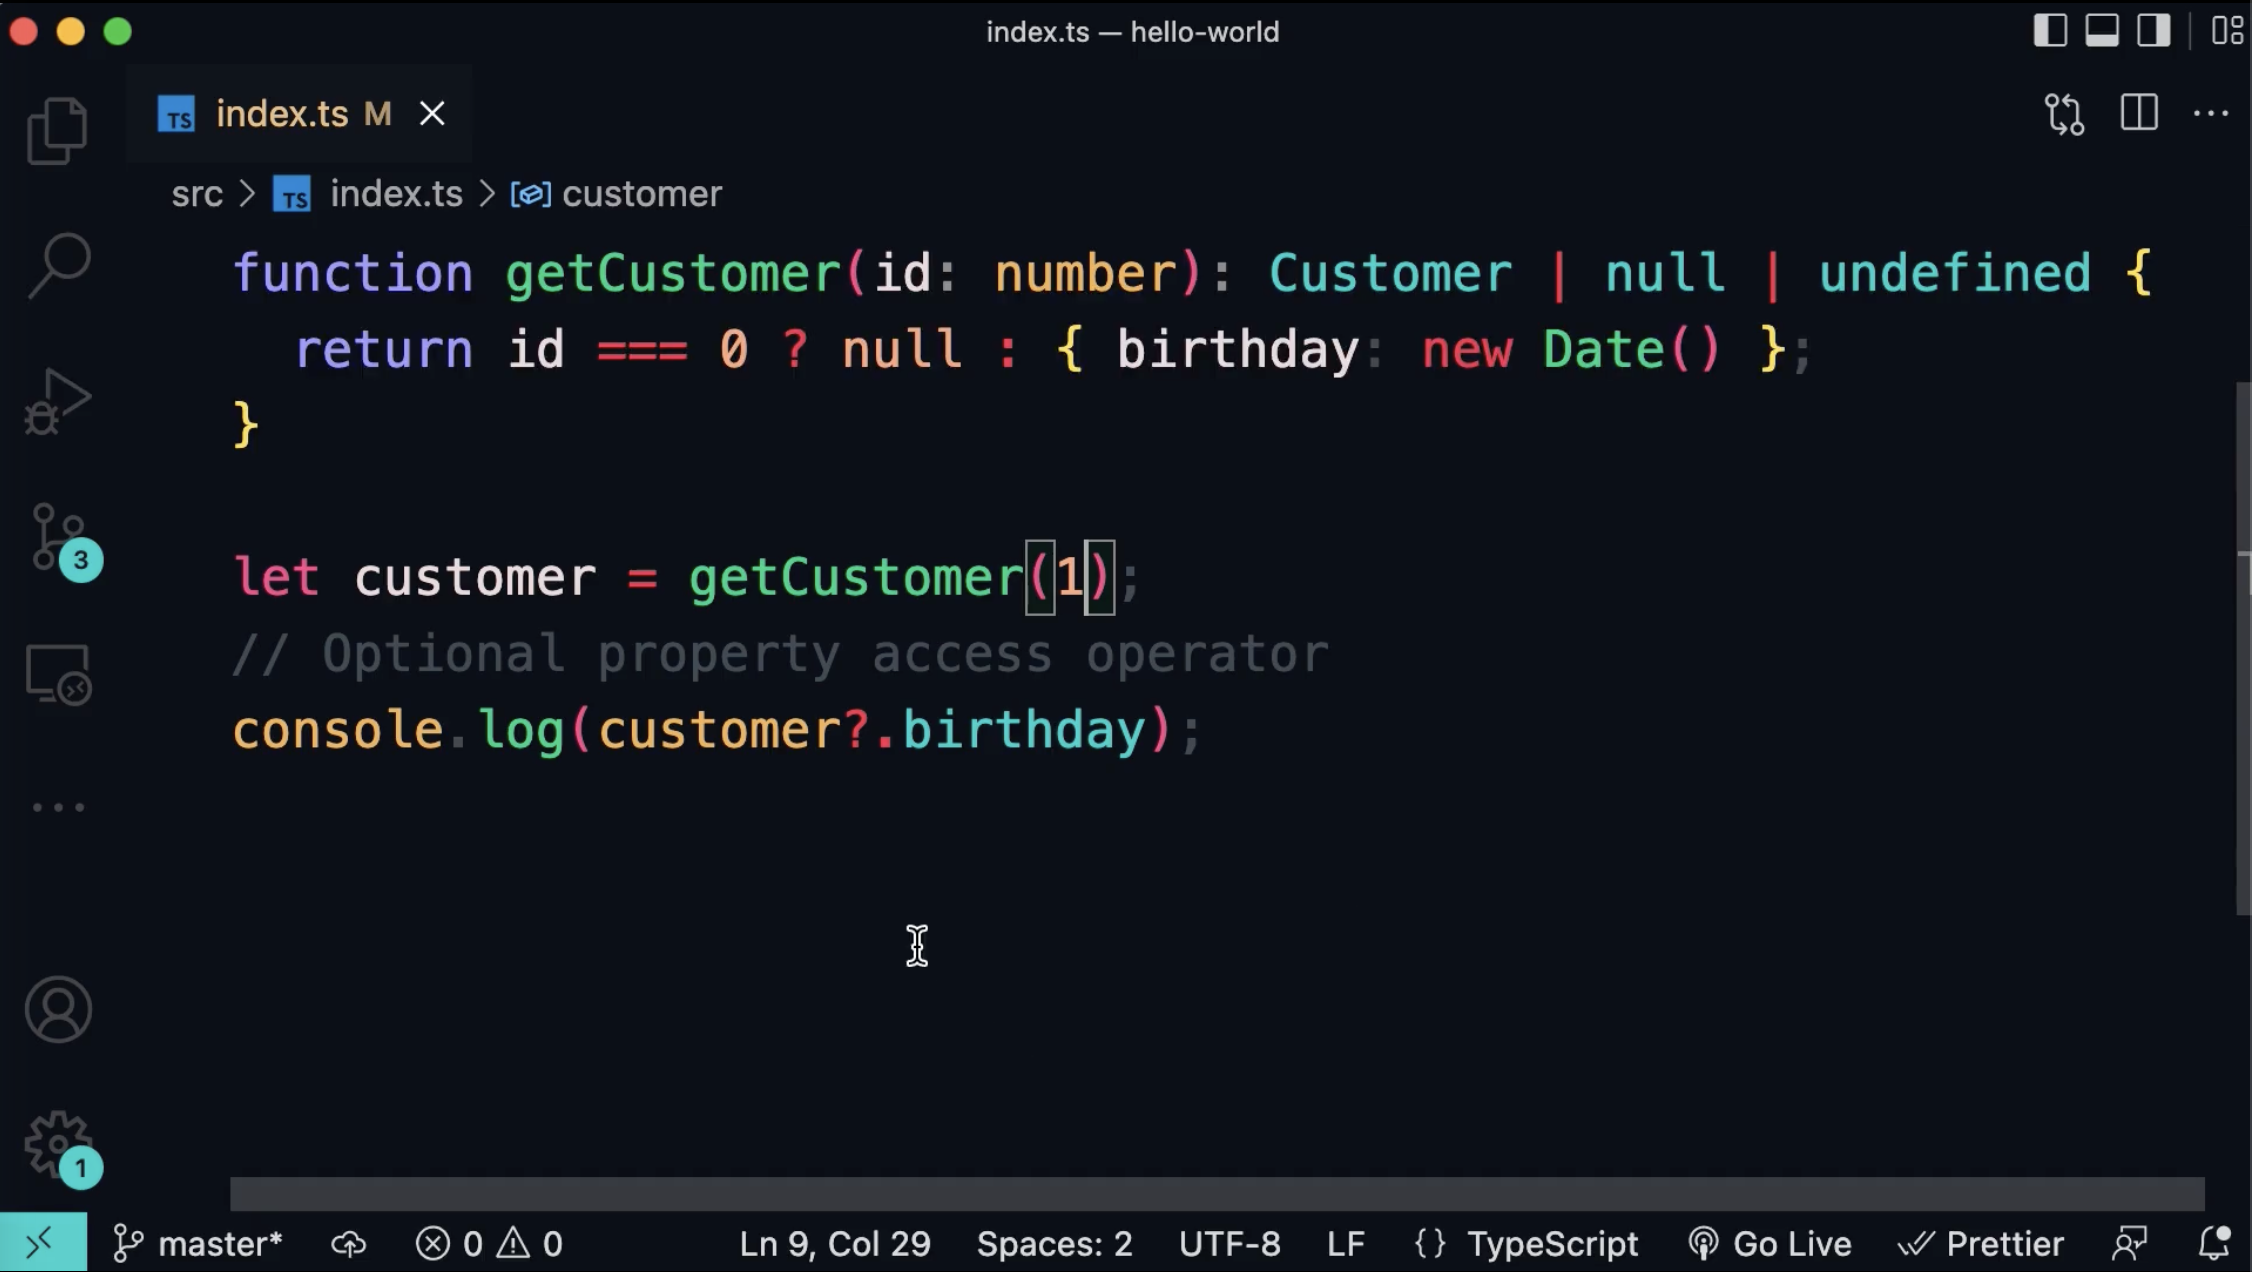 index.ts — hello-world
TS index.ts M
src > TS index.ts > customer
function getCustomer(id: number): Customer | null | undefined {
  return id === 0 ? null : { birthday: new Date() };
}
let customer = getCustomer(1);
// Optional property access operator
console.log(customer?.birthday);
3
1
master* 0 0 Ln 9, Col 29 Spaces: 2 UTF-8 LF {} TypeScript Go Live Prettier